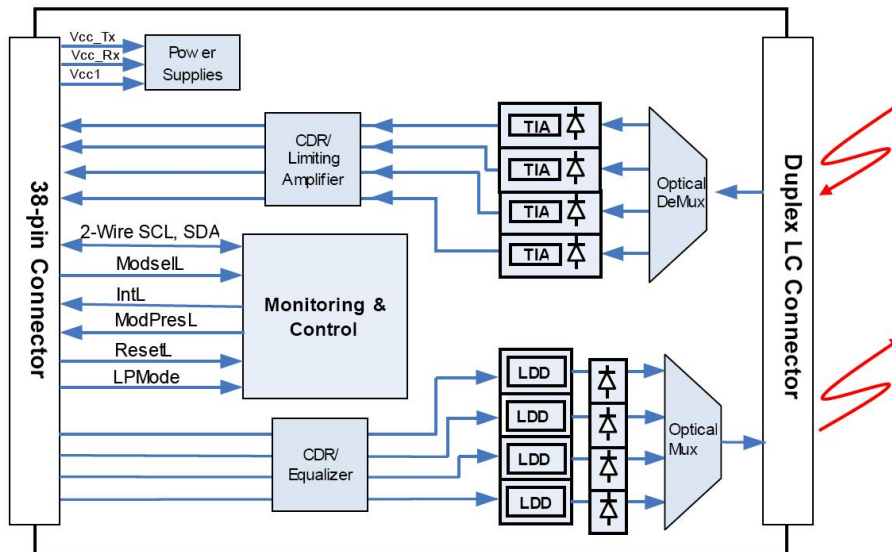 Vcc_Tx
Vcc_Rx
Vcc1
Power
Supplies
38-pin Connector
CDR/
Limiting
Amplifier
TIA
TIA
TIA
TIA
Optical
DeMux
Duplex LC Connector
2-Wire SCL, SDA
ModselL
IntL
ModPresL
ResetL
LPMode
Monitoring &
Control
CDR/
Equalizer
LDD
LDD
LDD
LDD
Optical
Mux